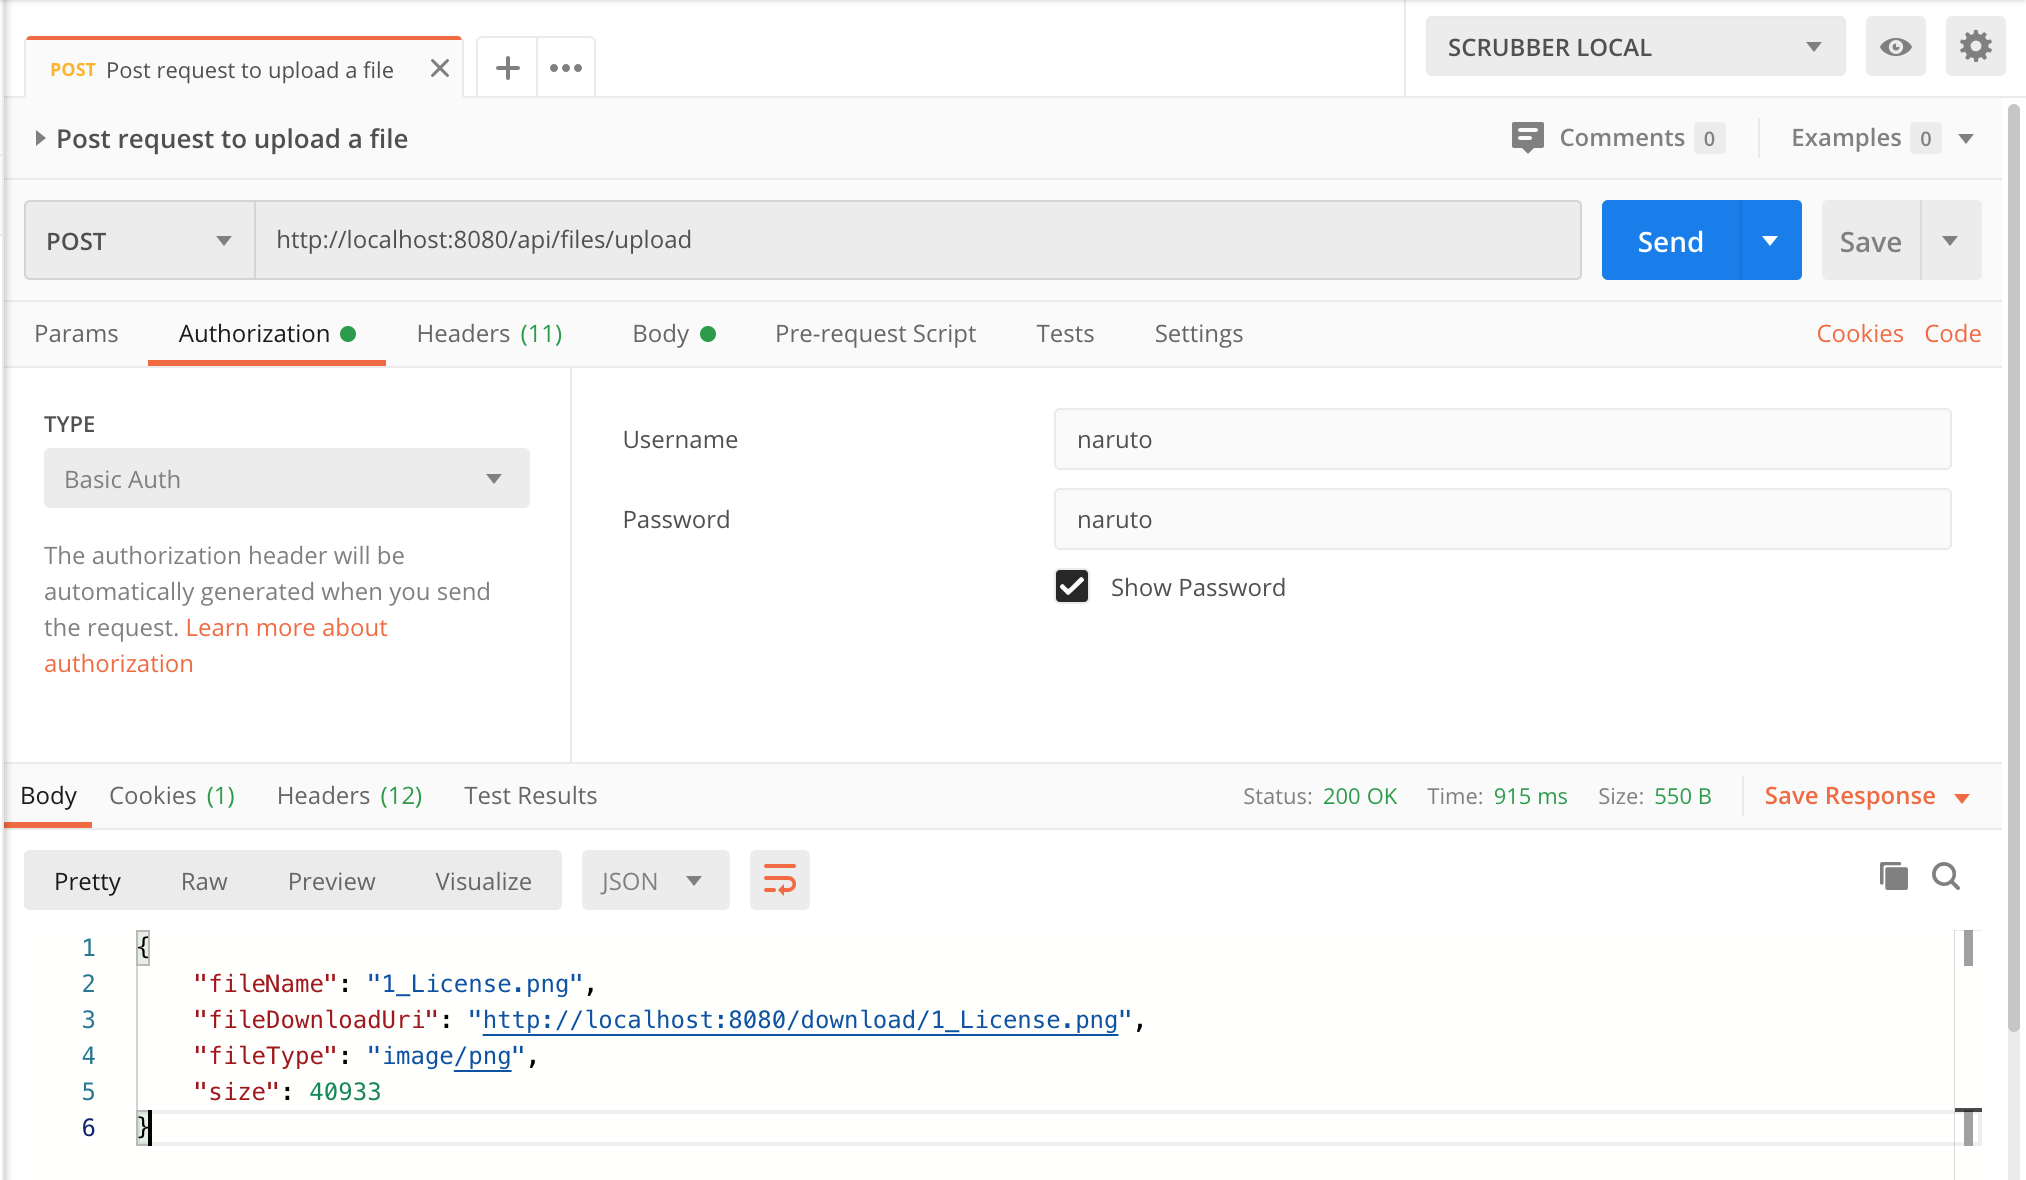 POST Post request to upload a file
SCRUBBER LOCAL
Post request to upload a file
Comments 0 Examples 0
POST http://localhost:8080/api/files/upload Send Save
Params Authorization Headers (11) Body Pre-request Script Tests Settings Cookies Code
TYPE
Basic Auth
The authorization header will be
automatically generated when you send
the request. Learn more about
authorization
Username naruto
Password naruto
Show Password
Body Cookies (1) Headers (12) Test Results Status: 200 OK Time: 915 ms Size: 550 B Save Response
Pretty Raw Preview Visualize JSON
1 {
2 "fileName": "1_License.png",
3 "fileDownloadUri": "http://localhost:8080/download/1_License.png",
4 "fileType": "image/png",
5 "size": 40933
6 }